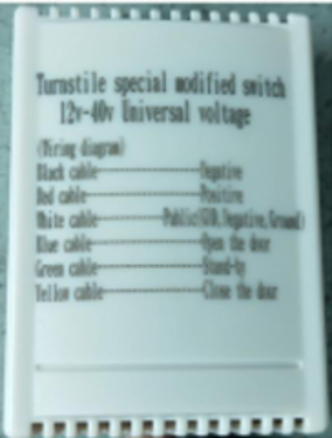 Turnstile special modified switch
12v-40v Universal voltage
(Wiring diagram)
Black cable----------------Negative
Red cable------------------Positive
White cable----------Public(GND,Negative,Ground)
Blue cable-----------------Open the door
Green cable----------------Stand-by
Yellow cable---------------Close the door